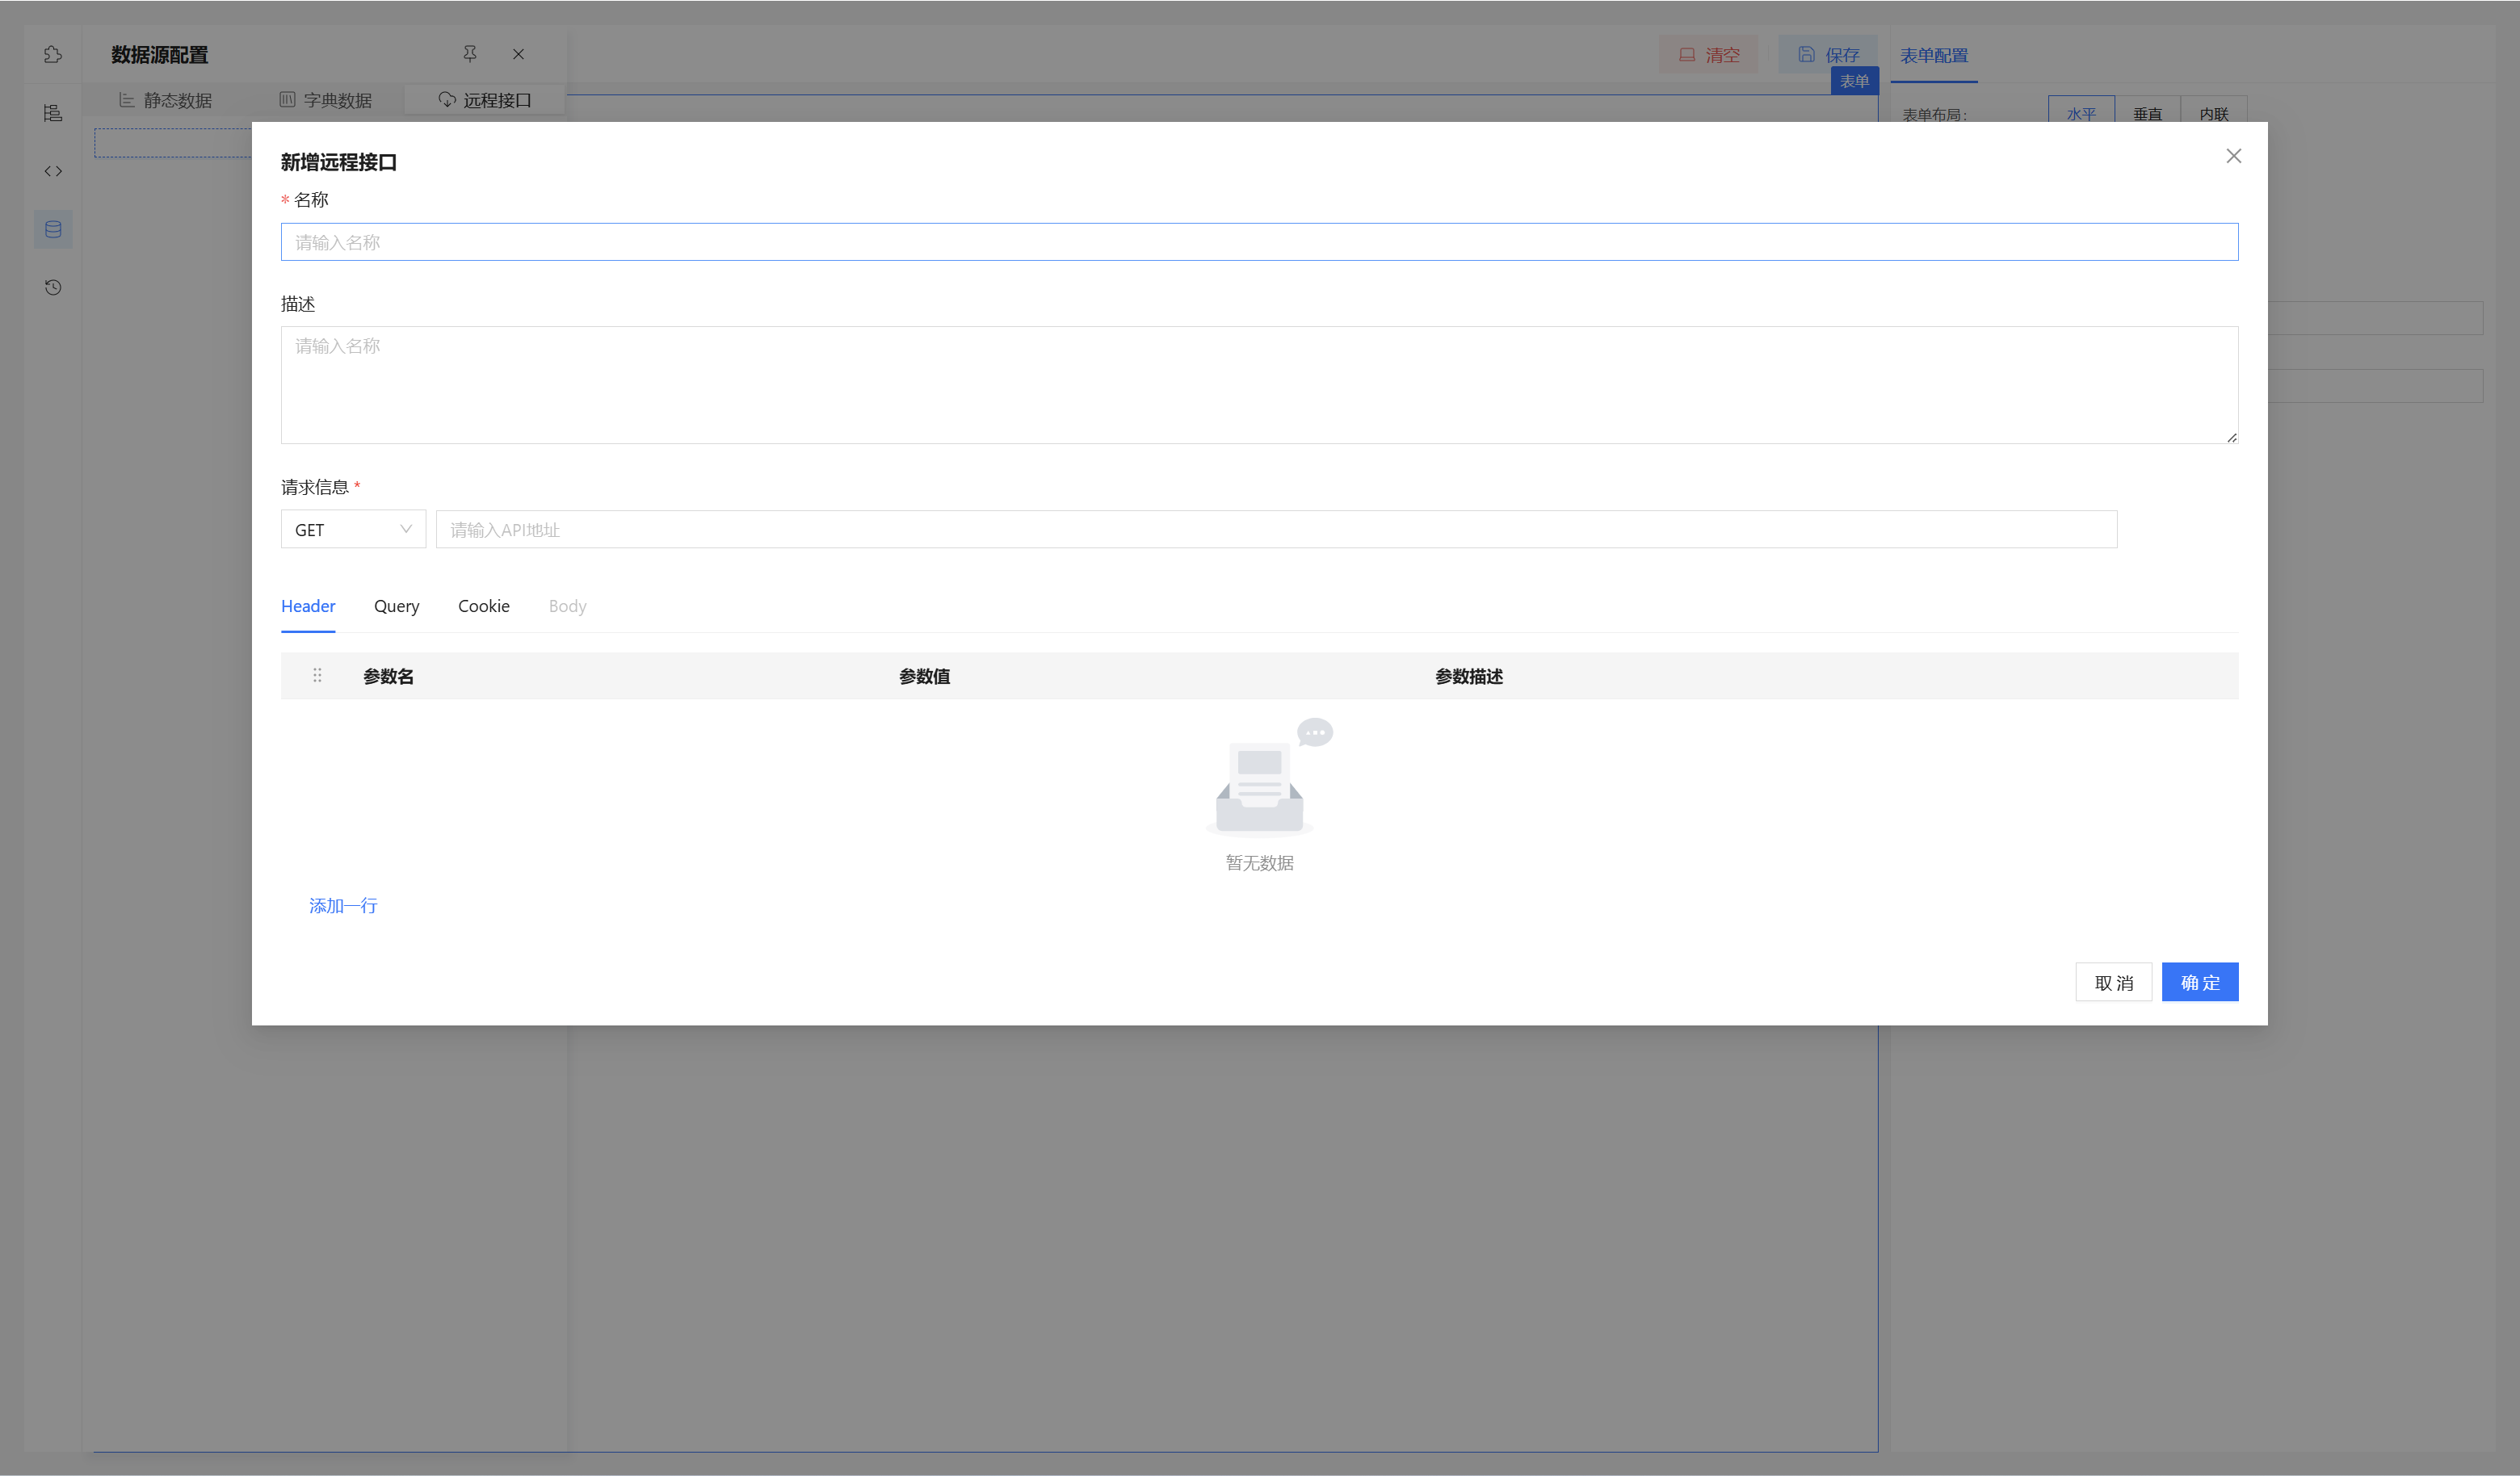 数据源配置
清空
保存
表单配置
表单
静态数据
字典数据
远程接口
表单布局:
水平
垂直
内联
新增远程接口
* 名称
请输入名称
描述
请输入名称
请求信息 *
GET
请输入API地址
Header
Query
Cookie
Body
参数名
参数值
参数描述
暂无数据
添加一行
取 消
确 定